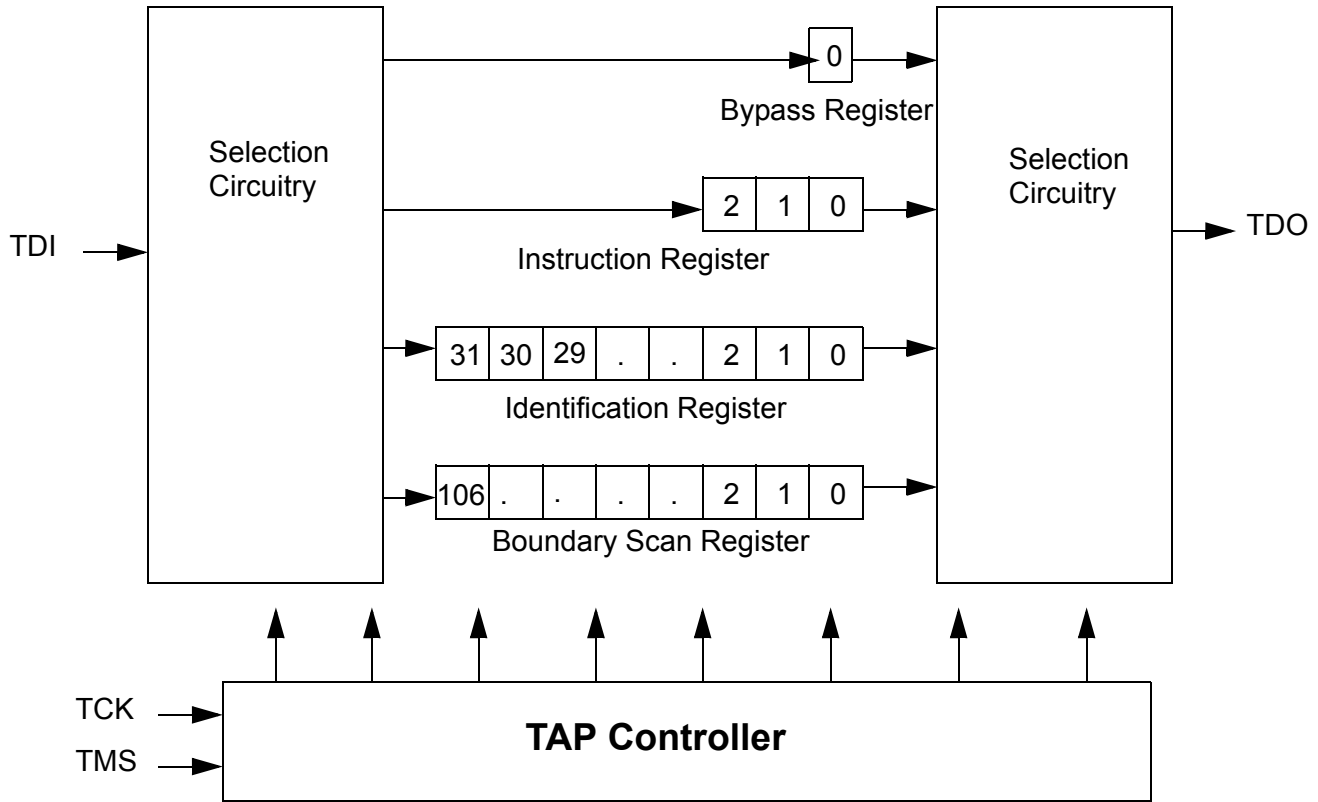 0
Bypass Register
Selection
Circuitry
Selection
Circuitry
2 1 0
Instruction Register
TDI
TDO
31 30 29 . . 2 1 0
Identification Register
106 . . . . 2 1 0
Boundary Scan Register
TCK
TMS
TAP Controller